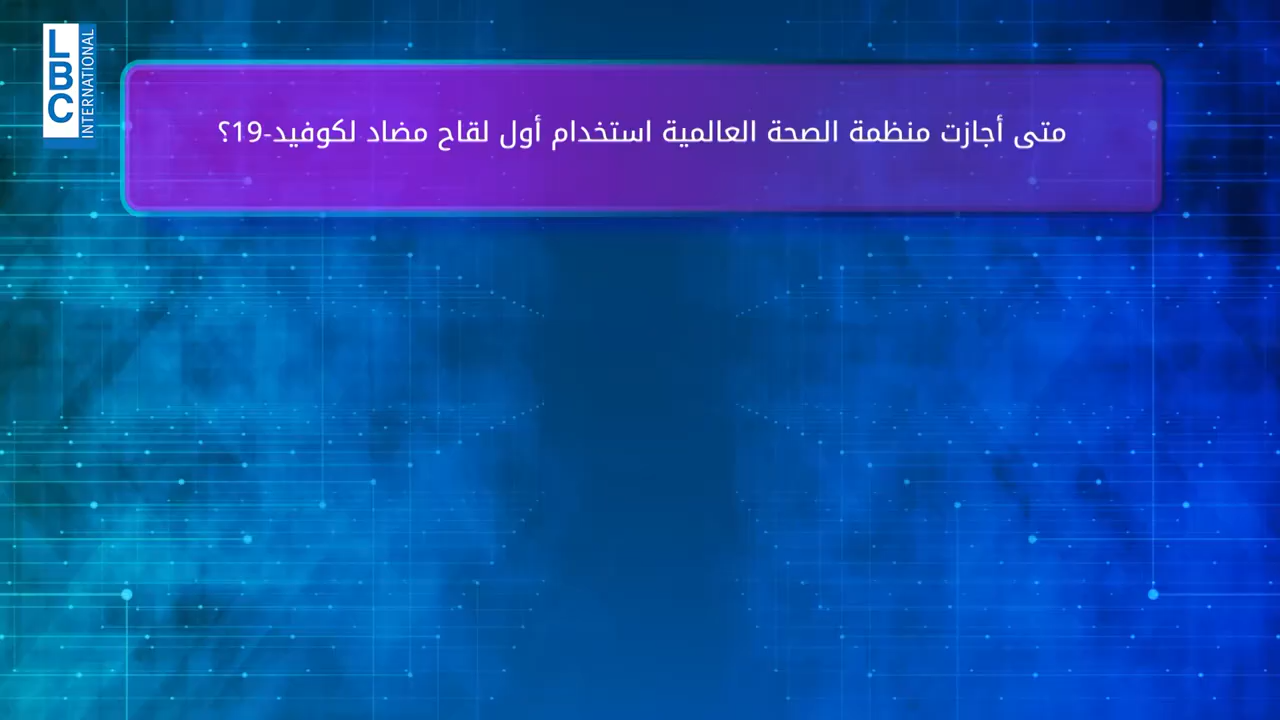 LBC
INTERNATIONAL
متى أجازت منظمة الصحة العالمية استخدام أول لقاح مضاد لكوفيد-19؟